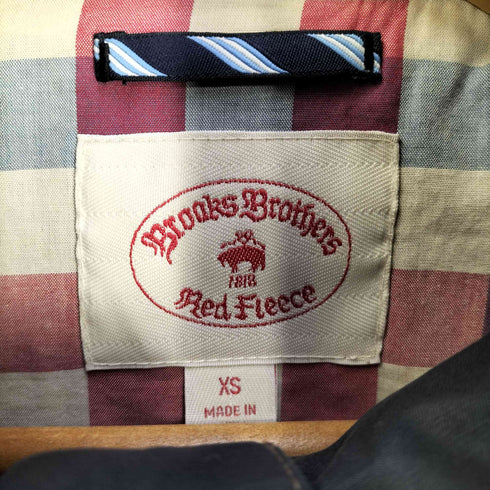 Brooks Brothers
1818
Red Fleece
XS
MADE IN